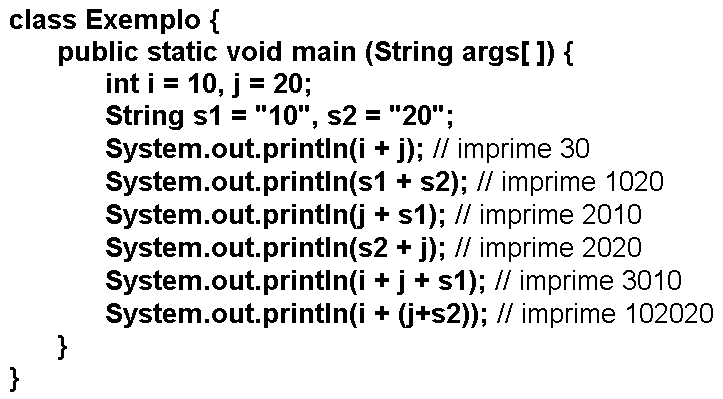 class Exemplo {
public static void main (String args[ ]) {
int i = 10, j = 20;
String s1 = "10", s2 = "20";
System.out.println(i + j); // imprime 30
System.out.println(s1 + s2); // imprime 1020
System.out.println(j + s1); // imprime 2010
System.out.println(s2 + j); // imprime 2020
System.out.println(i + j + s1); // imprime 3010
System.out.println(i + (j+s2)); // imprime 102020
}
}